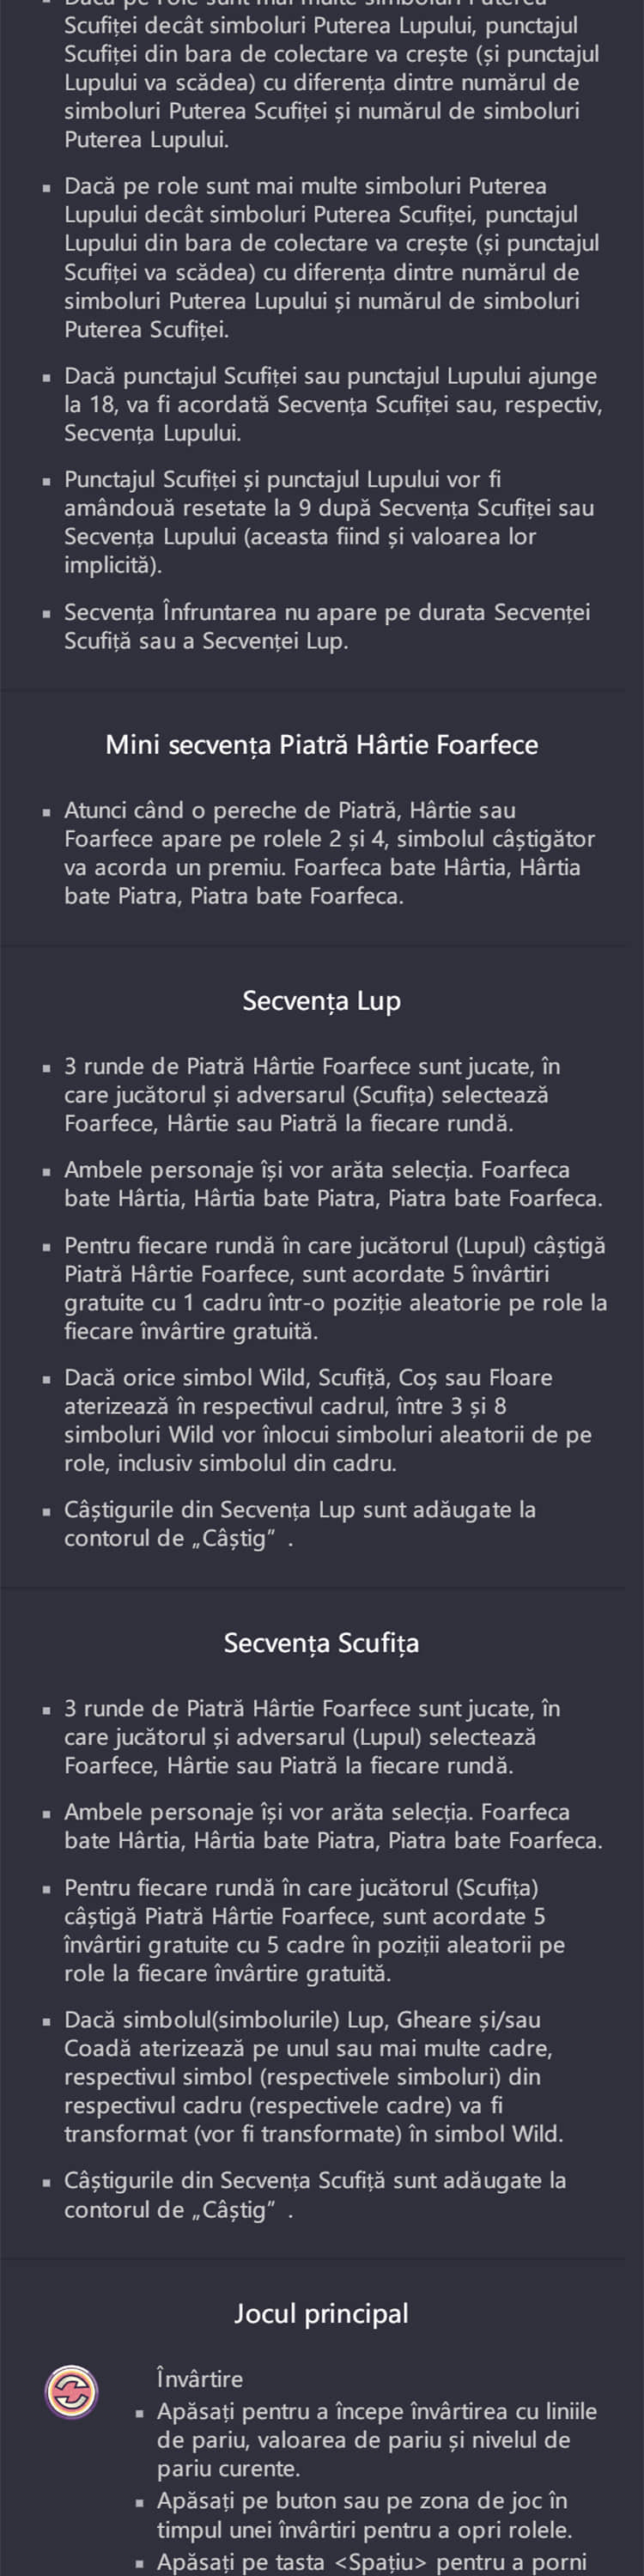 Dacă pe role sunt mai multe simboluri Puterea
Scufiței decât simboluri Puterea Lupului, punctajul
Scufiței din bara de colectare va crește (și punctajul
Lupului va scădea) cu diferența dintre numărul de
simboluri Puterea Scufiței și numărul de simboluri
Puterea Lupului.
Dacă pe role sunt mai multe simboluri Puterea
Lupului decât simboluri Puterea Scufiței, punctajul
Lupului din bara de colectare va crește (și punctajul
Scufiței va scădea) cu diferența dintre numărul de
simboluri Puterea Lupului și numărul de simboluri
Puterea Scufiței.
Dacă punctajul Scufiței sau punctajul Lupului ajunge
la 18, va fi acordată Secvența Scufiței sau, respectiv,
Secvența Lupului.
Punctajul Scufiței și punctajul Lupului vor fi
amândouă resetate la 9 după Secvența Scufiței sau
Secvența Lupului (aceasta fiind și valoarea lor
implicită).
Secvența Înfruntarea nu apare pe durata Secvenței
Scufiță sau a Secvenței Lup.
Mini secvența Piatră Hârtie Foarfece
Atunci când o pereche de Piatră, Hârtie sau
Foarfece apare pe rolele 2 și 4, simbolul câștigător
va acorda un premiu. Foarfeca bate Hârtia, Hârtia
bate Piatra, Piatra bate Foarfeca.
Secvența Lup
3 runde de Piatră Hârtie Foarfece sunt jucate, în
care jucătorul și adversarul (Scufița) selectează
Foarfece, Hârtie sau Piatră la fiecare rundă.
Ambele personaje își vor arăta selecția. Foarfeca
bate Hârtia, Hârtia bate Piatra, Piatra bate Foarfeca.
Pentru fiecare rundă în care jucătorul (Lupul) câștigă
Piatră Hârtie Foarfece, sunt acordate 5 învârtiri
gratuite cu 1 cadru într-o poziție aleatorie pe role la
fiecare învârtire gratuită.
Dacă orice simbol Wild, Scufiță, Coș sau Floare
aterizează în respectivul cadrul, între 3 și 8
simboluri Wild vor înlocui simboluri aleatorii de pe
role, inclusiv simbolul din cadru.
Câștigurile din Secvența Lup sunt adăugate la
contorul de „Câștig” .
Secvența Scufița
3 runde de Piatră Hârtie Foarfece sunt jucate, în
care jucătorul și adversarul (Lupul) selectează
Foarfece, Hârtie sau Piatră la fiecare rundă.
Ambele personaje își vor arăta selecția. Foarfeca
bate Hârtia, Hârtia bate Piatra, Piatra bate Foarfeca.
Pentru fiecare rundă în care jucătorul (Scufița)
câștigă Piatră Hârtie Foarfece, sunt acordate 5
învârtiri gratuite cu 5 cadre în poziții aleatorii pe
role la fiecare învârtire gratuită.
Dacă simbolul(simbolurile) Lup, Gheare și/sau
Coadă aterizează pe unul sau mai multe cadre,
respectivul simbol (respectivele simboluri) din
respectivul cadru (respectivele cadre) va fi
transformat (vor fi transformate) în simbol Wild.
Câștigurile din Secvența Scufiță sunt adăugate la
contorul de „Câștig” .
Jocul principal
Învârtire
Apăsați pentru a începe învârtirea cu liniile
de pariu, valoarea de pariu și nivelul de
pariu curente.
Apăsați pe buton sau pe zona de joc în
timpul unei învârtiri pentru a opri rolele.
Apăsați pe tasta <Spațiu> pentru a porni